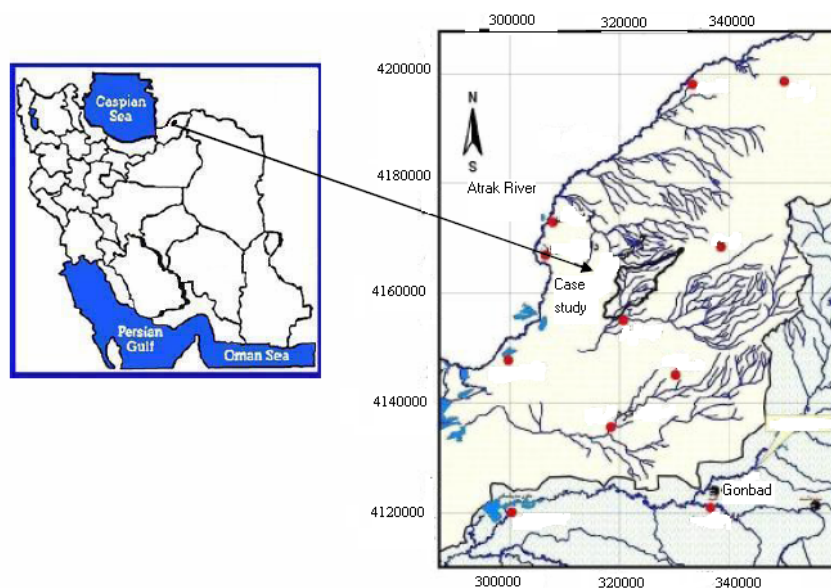 Caspian
Sea
Persian
Gulf
Oman Sea
300000 320000 340000
4200000
4180000
4160000
4140000
4120000
N
S
Atrak River
Case
study
Gonbad
300000 320000 340000